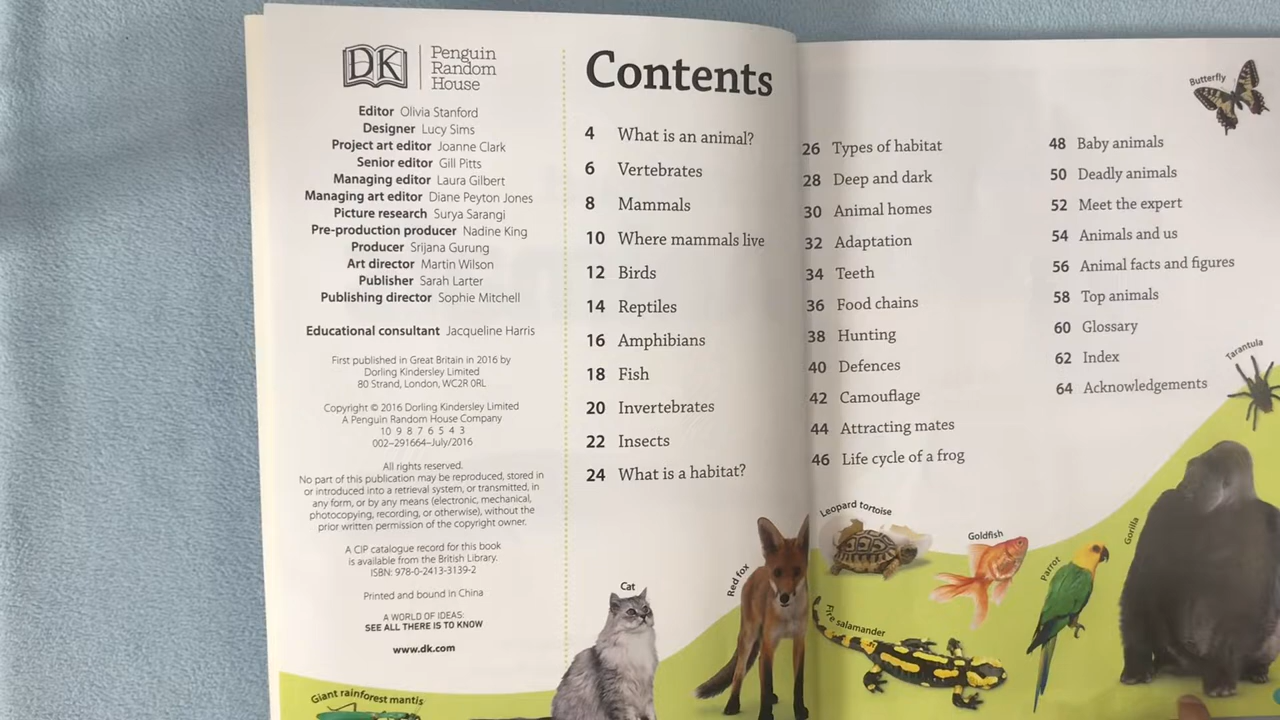 DK
Penguin
Random
House
Editor Olivia Stanford
Designer Lucy Sims
Project art editor Joanne Clark
Senior editor Gill Pitts
Managing editor Laura Gilbert
Managing art editor Diane Peyton Jones
Picture research Surya Sarangi
Pre-production producer Nadine King
Producer Srijana Gurung
Art director Martin Wilson
Publisher Sarah Larter
Publishing director Sophie Mitchell
Educational consultant Jacqueline Harris
First published in Great Britain in 2016 by
Dorling Kindersley Limited
80 Strand, London, WC2R 0RL
Copyright © 2016 Dorling Kindersley Limited
A Penguin Random House Company
10 9 8 7 6 5 4 3
002–291664–July/2016
All rights reserved.
No part of this publication may be reproduced, stored in
or introduced into a retrieval system, or transmitted, in
any form, or by any means (electronic, mechanical,
photocopying, recording, or otherwise), without the
prior written permission of the copyright owner.
A CIP catalogue record for this book
is available from the British Library.
ISBN: 978-0-2413-3139-2
Printed and bound in China
A WORLD OF IDEAS:
SEE ALL THERE IS TO KNOW
www.dk.com
Giant rainforest mantis
Contents
4 What is an animal?
6 Vertebrates
8 Mammals
10 Where mammals live
12 Birds
14 Reptiles
16 Amphibians
18 Fish
20 Invertebrates
22 Insects
24 What is a habitat?
Cat
Red fox
26 Types of habitat
28 Deep and dark
30 Animal homes
32 Adaptation
34 Teeth
36 Food chains
38 Hunting
40 Defences
42 Camouflage
44 Attracting mates
46 Life cycle of a frog
48 Baby animals
50 Deadly animals
52 Meet the expert
54 Animals and us
56 Animal facts and figures
58 Top animals
60 Glossary
62 Index
64 Acknowledgements
Butterfly
Tarantula
Leopard tortoise
Goldfish
Parrot
Gorilla
Fire salamander